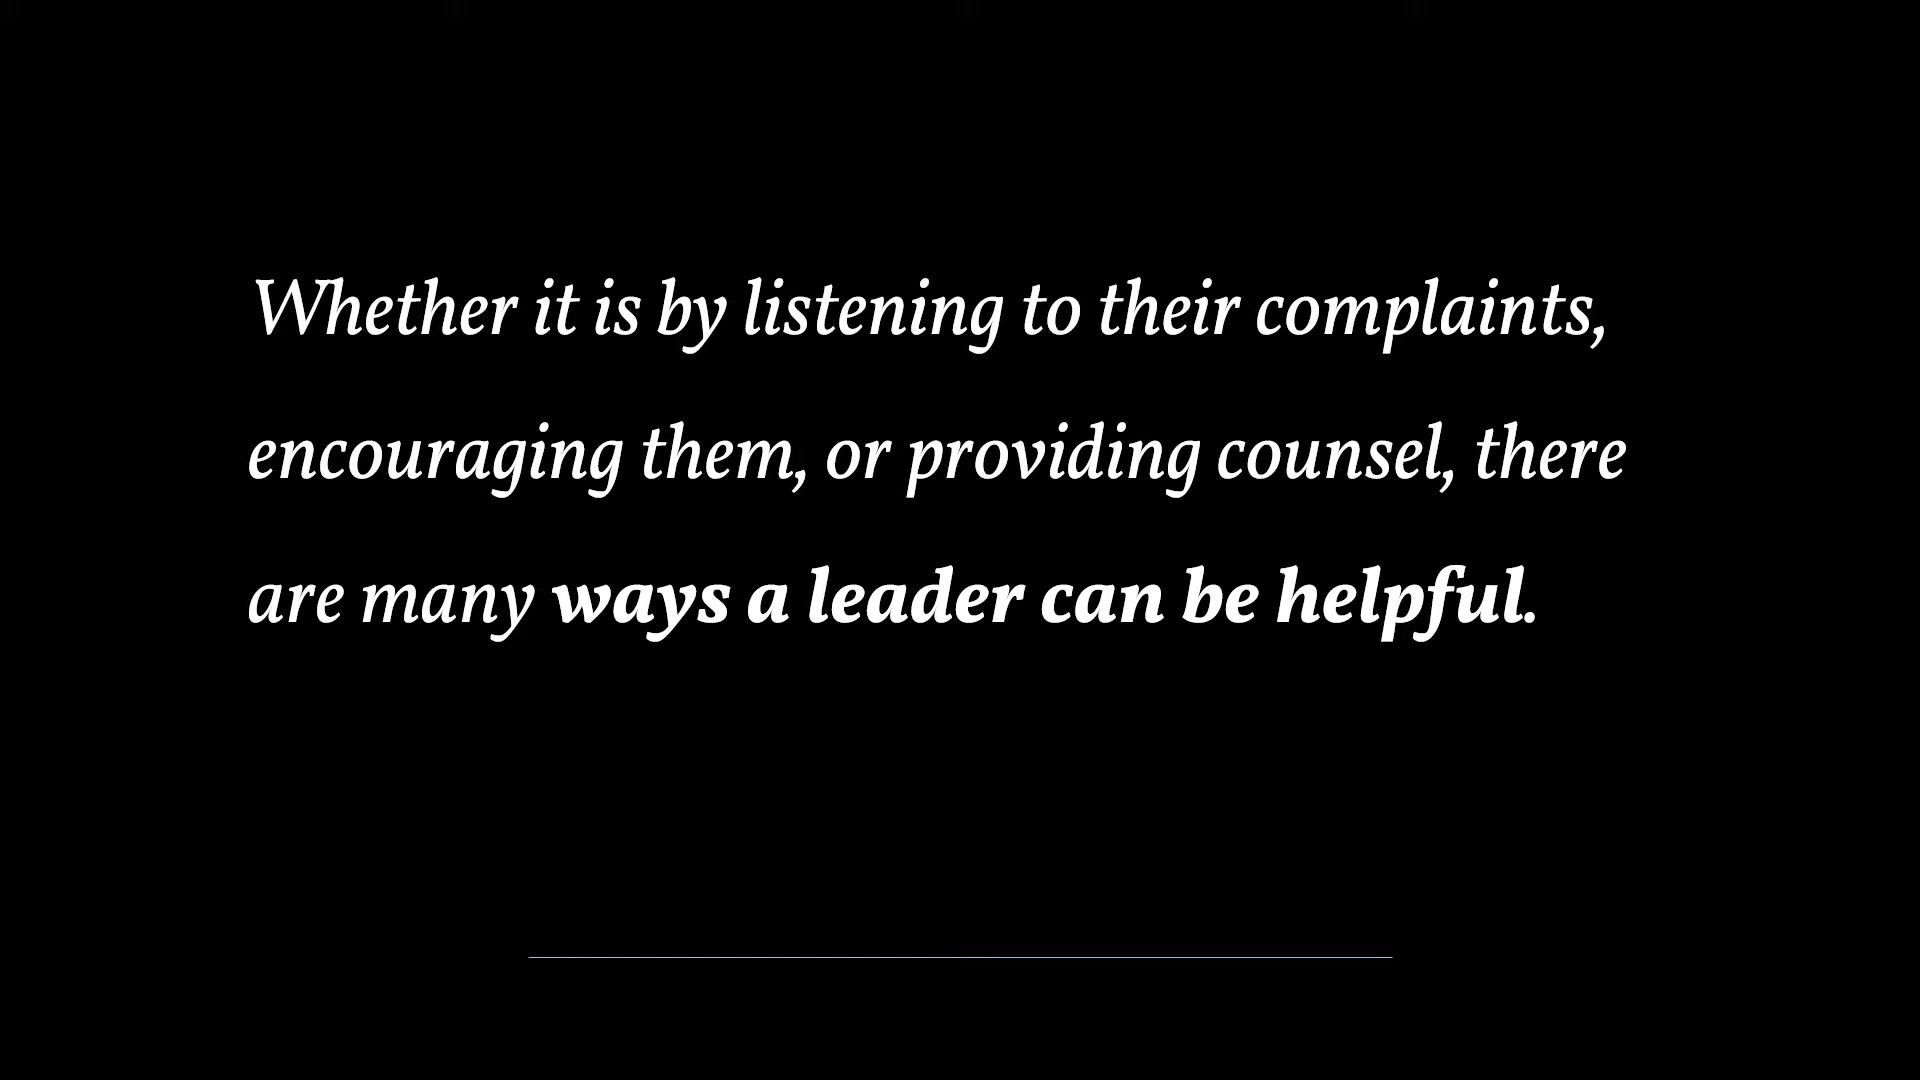 Whether it is by listening to their complaints,
encouraging them, or providing counsel, there
are many ways a leader can be helpful.